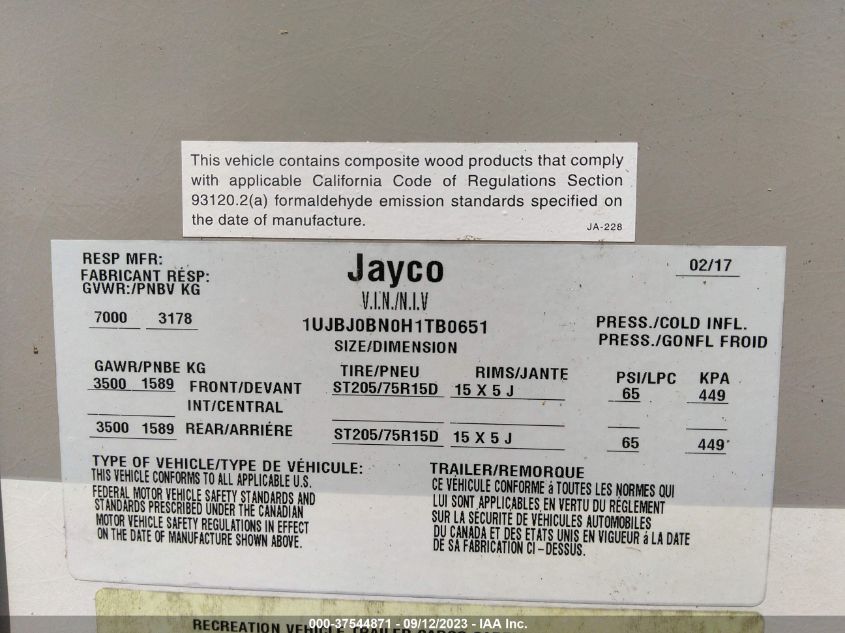 This vehicle contains composite wood products that comply
with applicable California Code of Regulations Section
93120.2(a) formaldehyde emission standards specified on
the date of manufacture.
JA-228
RESP MFR:
FABRICANT RESP:
GVWR:/PNBV KG
Jayco
02/17
V.I.N./N.I.V
7000 3178
1UJBJ0BN0H1TB0651
PRESS./COLD INFL.
SIZE/DIMENSION
PRESS./GONFL FROID
GAWR/PNBE KG
TIRE/PNEU
RIMS/JANTE
PSI/LPC
KPA
3500 1589 FRONT/DEVANT ST205/75R15D 15 X 5 J 65 449
INT/CENTRAL
3500 1589 REAR/ARRIÉRE ST205/75R15D 15 X 5 J 65 449
TYPE OF VEHICLE/TYPE DE VÉHICULE:
TRAILER/REMORQUE
THIS VEHICLE CONFORMS TO ALL APPLICABLE U.S.
FEDERAL MOTOR VEHICLE SAFETY STANDARDS AND
STANDARDS PRESCRIBED UNDER THE CANADIAN
MOTOR VEHICLE SAFETY REGULATIONS IN EFFECT
ON THE DATE OF MANUFACTURE SHOWN ABOVE.
CE VÉHICULE CONFORME à TOUTES LES NORMES QUI
LUI SONT APPLICABLES EN VERTU DU RÉGLEMENT
SUR LA SÉCURITÉ DE VÉHICULES AUTOMOBILES
DU CANADA ET DES ÉTATS UNIS EN VIGUEUR á LA DATE
DE SA FABRICATION CI-DESSUS.
000-37544871 - 09/12/2023 - IAA Inc.
RECREATION VEHICLE TRAILER CARGO